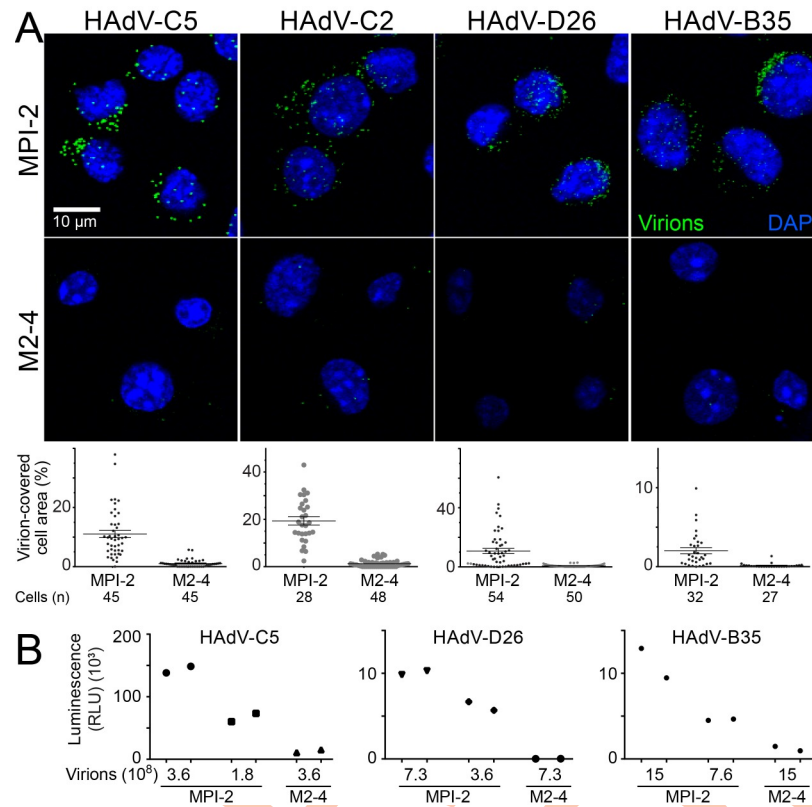 A
HAdV-C5 HAdV-C2 HAdV-D26 HAdV-B35
MPI-2
10 µm
Virions DAP
M2-4
Virion-covered
cell area (%)
20
0
40
20
0
40
0
10
0
MPI-2 M2-4 MPI-2 M2-4 MPI-2 M2-4 MPI-2 M2-4
Cells (n) 45 45 28 48 54 50 32 27
B
HAdV-C5 HAdV-D26 HAdV-B35
Luminescence
(RLU) (10³)
200
100
0
10
0
10
0
Virions (10⁸) 3.6 1.8 3.6 7.3 3.6 7.3 15 7.6 15
MPI-2 M2-4 MPI-2 M2-4 MPI-2 M2-4